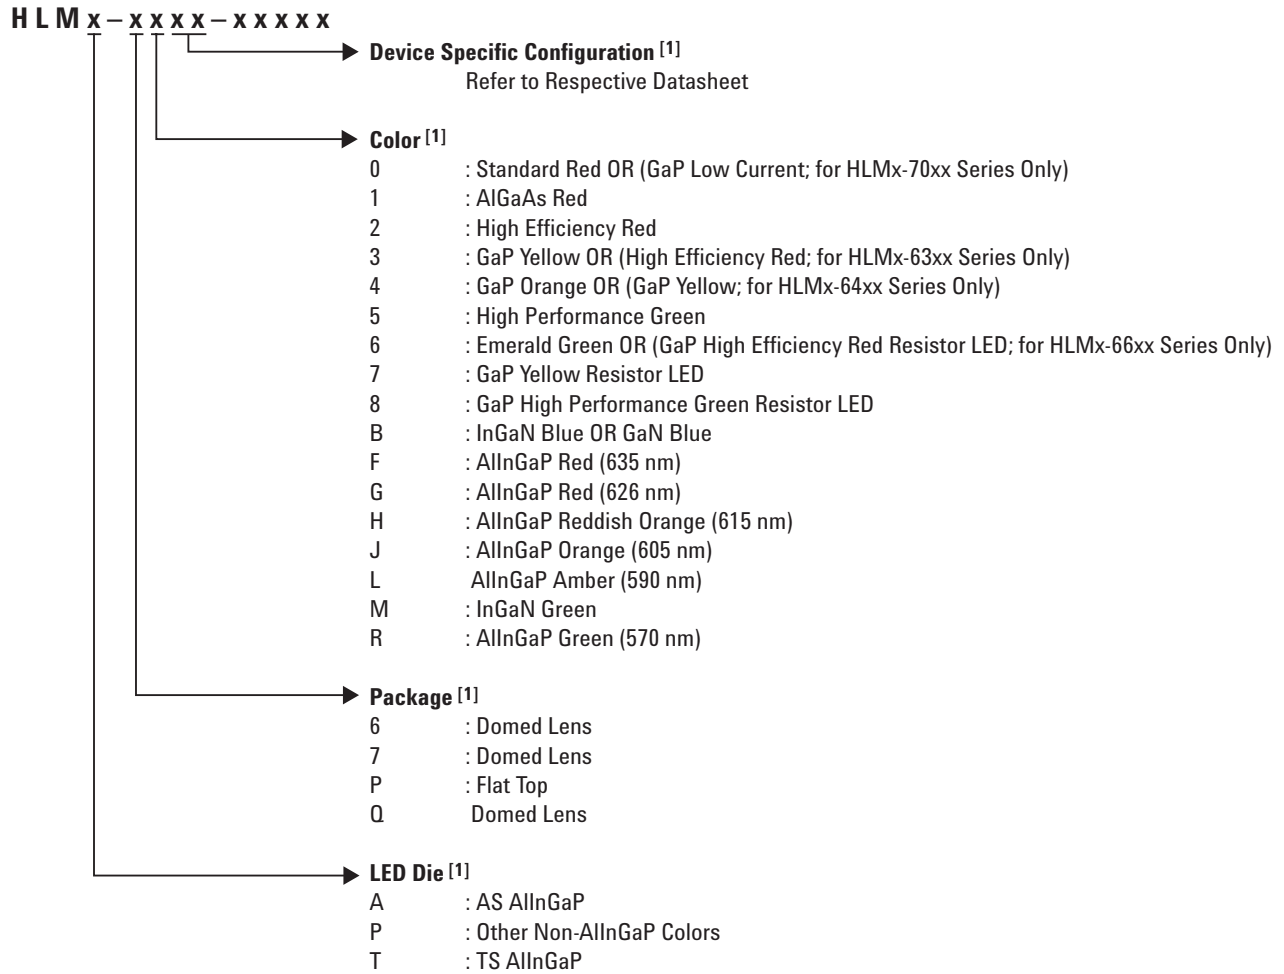 H L M x – x x x x – x x x x x
Device Specific Configuration [1]
Refer to Respective Datasheet
Color [1]
0 : Standard Red OR (GaP Low Current; for HLMx-70xx Series Only)
1 : AlGaAs Red
2 : High Efficiency Red
3 : GaP Yellow OR (High Efficiency Red; for HLMx-63xx Series Only)
4 : GaP Orange OR (GaP Yellow; for HLMx-64xx Series Only)
5 : High Performance Green
6 : Emerald Green OR (GaP High Efficiency Red Resistor LED; for HLMx-66xx Series Only)
7 : GaP Yellow Resistor LED
8 : GaP High Performance Green Resistor LED
B : InGaN Blue OR GaN Blue
F : AlInGaP Red (635 nm)
G : AlInGaP Red (626 nm)
H : AlInGaP Reddish Orange (615 nm)
J : AlInGaP Orange (605 nm)
L AlInGaP Amber (590 nm)
M : InGaN Green
R : AlInGaP Green (570 nm)
Package [1]
6 : Domed Lens
7 : Domed Lens
P : Flat Top
Q Domed Lens
LED Die [1]
A : AS AlInGaP
P : Other Non-AlInGaP Colors
T : TS AlInGaP